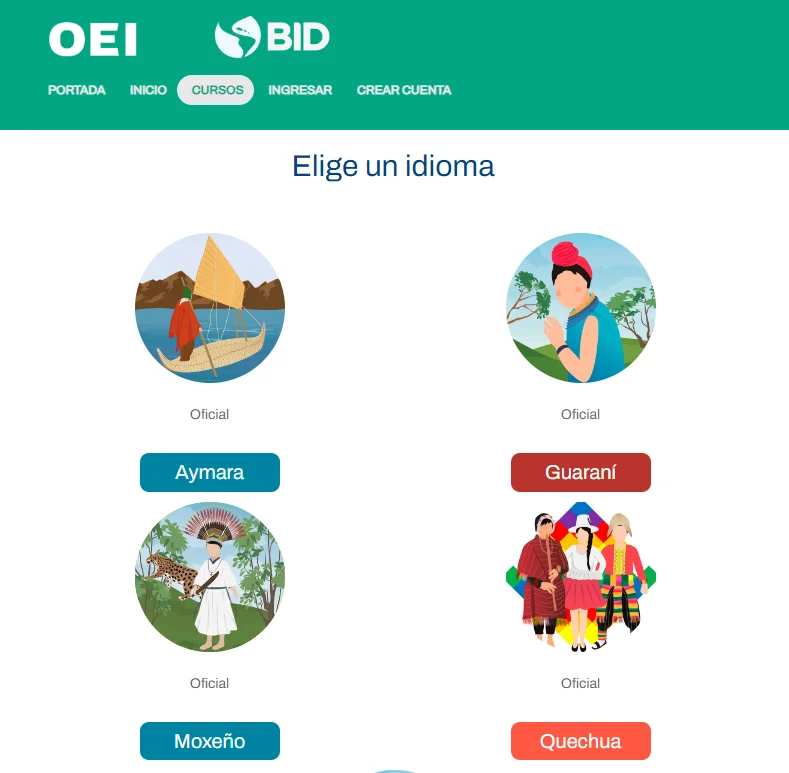 OEI BID
PORTADA INICIO CURSOS INGRESAR CREAR CUENTA
Elige un idioma
Oficial Oficial
Aymara Guaraní
Oficial Oficial
Moxeño Quechua